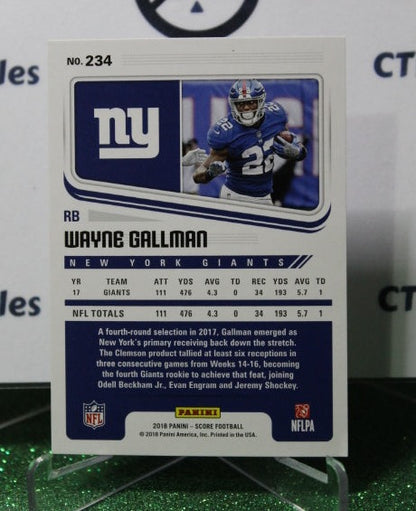 CT
les
CT
les
CT
No. 234
ny
22
RB
WAYNE GALLMAN
NEW YORK GIANTS
YR TEAM ATT YDS AVG TD REC YDS AVG TD
17 GIANTS 111 476 4.3 0 34 193 5.7 1
NFL TOTALS 111 476 4.3 0 34 193 5.7 1
A fourth-round selection in 2017, Gallman emerged as
New York's primary receiving back down the stretch.
The Clemson product tallied at least six receptions in
three consecutive games from Weeks 14-16, becoming
the fourth Giants rookie to achieve that feat, joining
Odell Beckham Jr., Evan Engram and Jeremy Shockey.
NFL
PANINI
NFLPA
2018 PANINI – SCORE FOOTBALL
© 2018 Panini America, Inc. Printed in the USA.